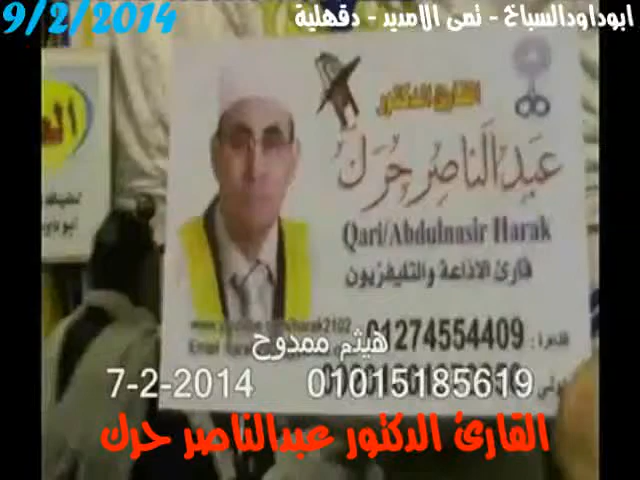 9/2/2014
ابوداودالسباخ - تمى الامديد - دقهلية
القارئ الدكتور
عبدالناصر حرك
Qari/Abdulnasir Harak
قارئ الاذاعة والتليفزيون
01274554409
هيثم ممدوح
7-2-2014 01015185619
القارئ الدكتور عبدالناصر حرك